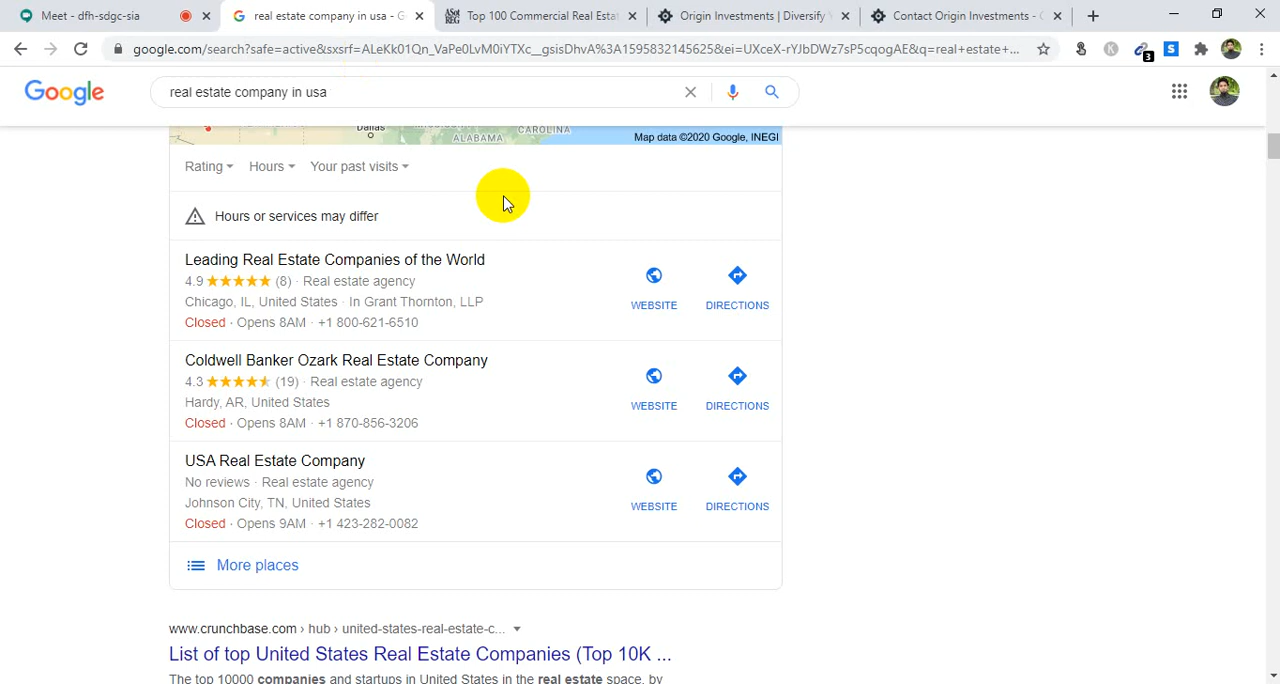 Meet - dfh-sdgc-sia
real estate company in usa - G
Top 100 Commercial Real Estat
Origin Investments | Diversify
Contact Origin Investments -
google.com/search?safe=active&sxsrf=ALeKk01Qn_VaPe0LvM0iYTXc__gsisDhvA%3A1595832145625&ei=UXceX-rYJbDWz7sP5cqogAE&q=real+estate+...
K
3
S
Google
real estate company in usa
Dallas
ALABAMA
CAROLINA
Map data ©2020 Google, INEGI
Rating
Hours
Your past visits
Hours or services may differ
Leading Real Estate Companies of the World
4.9 (8) · Real estate agency
Chicago, IL, United States · In Grant Thornton, LLP
Closed · Opens 8AM · +1 800-621-6510
WEBSITE
DIRECTIONS
Coldwell Banker Ozark Real Estate Company
4.3 (19) · Real estate agency
Hardy, AR, United States
Closed · Opens 8AM · +1 870-856-3206
WEBSITE
DIRECTIONS
USA Real Estate Company
No reviews · Real estate agency
Johnson City, TN, United States
Closed · Opens 9AM · +1 423-282-0082
WEBSITE
DIRECTIONS
More places
www.crunchbase.com › hub › united-states-real-estate-c...
List of top United States Real Estate Companies (Top 10K ...
The top 10000 companies and startups in United States in the real estate space, by